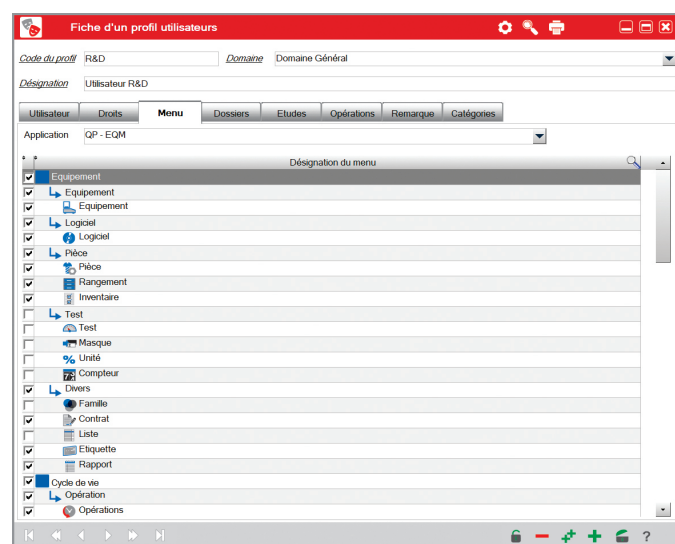 Fiche d'un profil utilisateurs
Code du profil R&D Domaine Domaine Général
Désignation Utilisateur R&D
Utilisateur Droits Menu Dossiers Etudes Opérations Remarque Catégories
Application QP - EQM
Désignation du menu
Equipement
Equipement
Equipement
Logiciel
Logiciel
Pièce
Pièce
Rangement
Inventaire
Test
Test
Masque
Unité
Compteur
Divers
Famille
Contrat
Liste
Etiquette
Rapport
Cycle de vie
Opération
Opérations
?